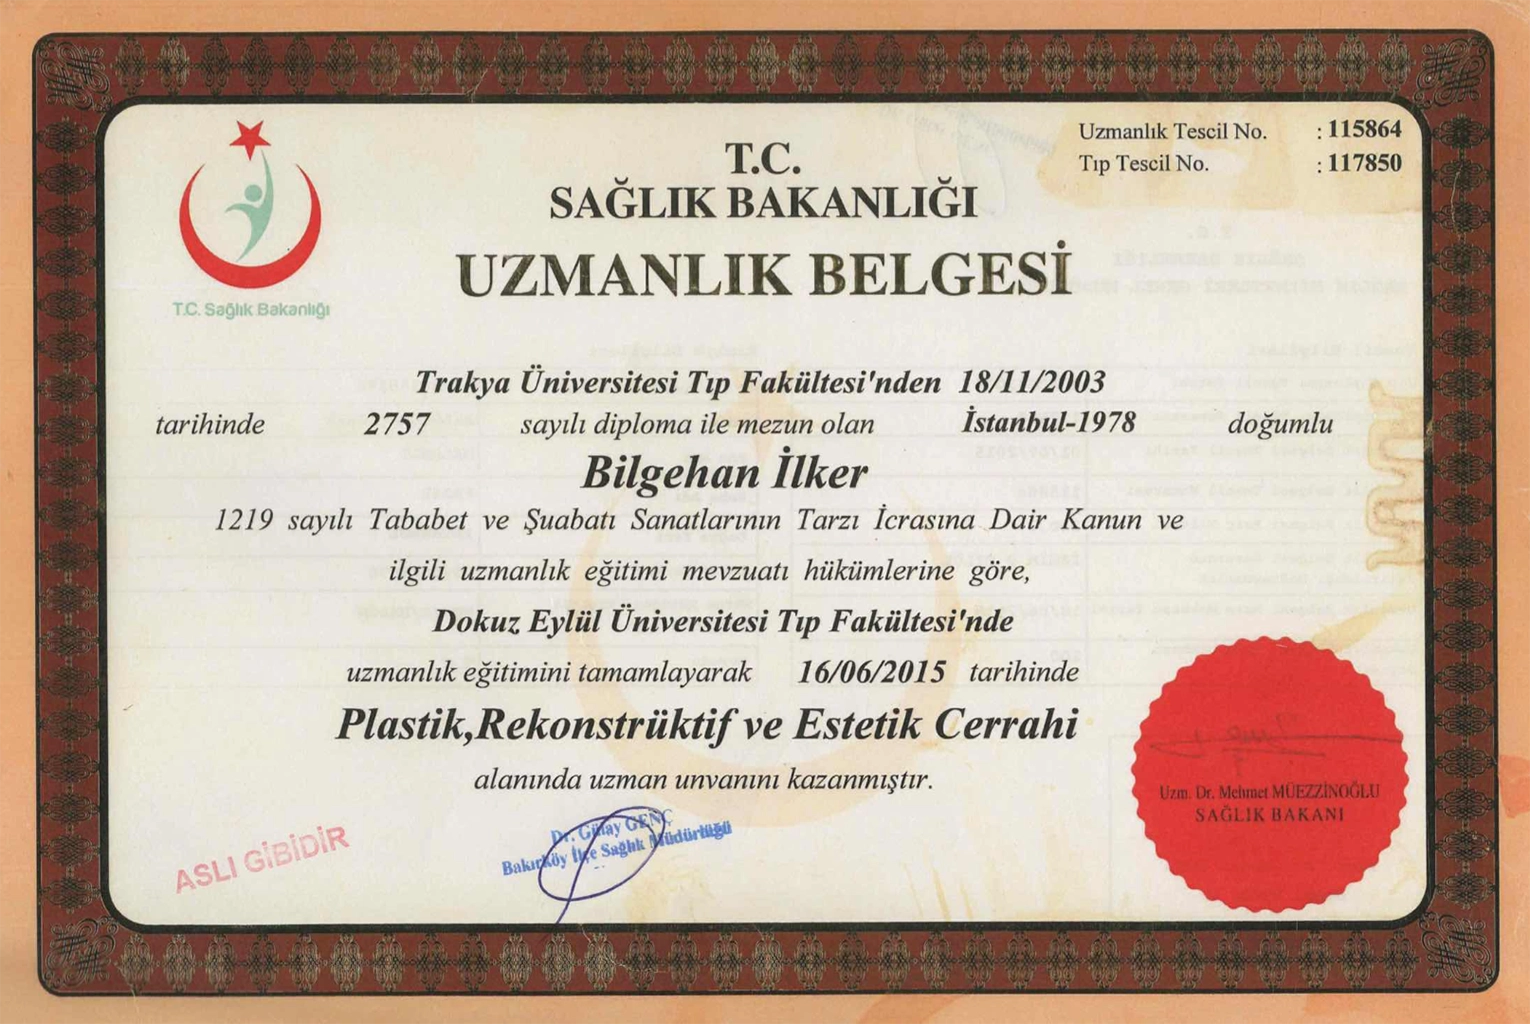 Uzmanlık Tescil No. : 115864
Tıp Tescil No. : 117850
T.C.
SAĞLIK BAKANLIĞI
UZMANLIK BELGESİ
T.C. Sağlık Bakanlığı
Trakya Üniversitesi Tıp Fakültesi'nden 18/11/2003
tarihinde 2757 sayılı diploma ile mezun olan İstanbul-1978 doğumlu
Bilgehan İlker
1219 sayılı Tababet ve Şuabatı Sanatlarının Tarzı İcrasına Dair Kanun ve
ilgili uzmanlık eğitimi mevzuatı hükümlerine göre,
Dokuz Eylül Üniversitesi Tıp Fakültesi'nde
uzmanlık eğitimini tamamlayarak 16/06/2015 tarihinde
Plastik,Rekonstrüktif ve Estetik Cerrahi
alanında uzman unvanını kazanmıştır.
Uzm. Dr. Mehmet MÜEZZİNOĞLU
SAĞLIK BAKANI
ASLI GİBİDİR
Dr. Gülay GENÇ
Bakırköy İlçe Sağlık Müdürlüğü